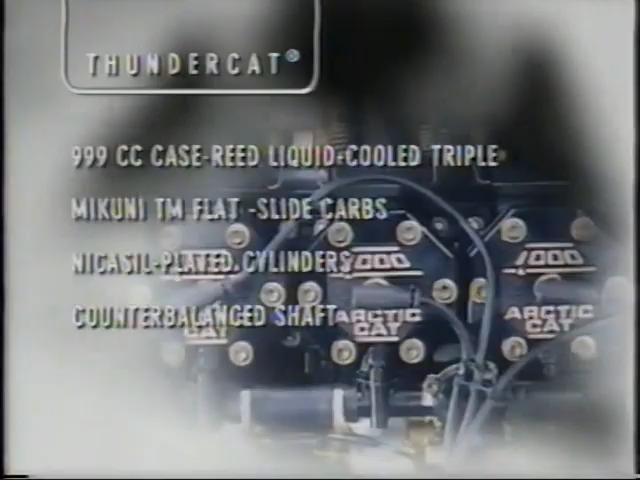 THUNDERCAT®
999 CC CASE-REED LIQUID-COOLED TRIPLE
MIKUNI TM FLAT -SLIDE CARBS
NICASIL-PLATED CYLINDERS
COUNTERBALANCED SHAFT
1000
1000
ARCTIC
CAT
ARCTIC
CAT
CAT